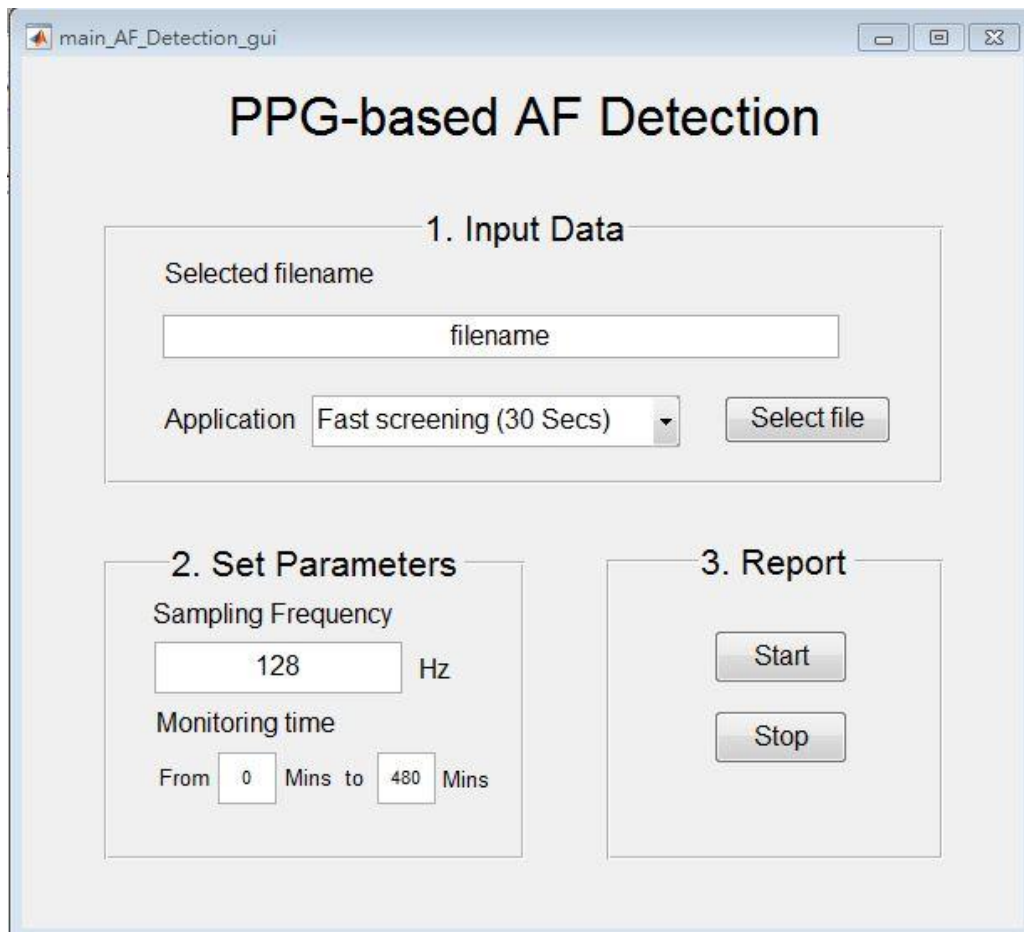 main_AF_Detection_gui
PPG-based AF Detection
1. Input Data
Selected filename
filename
Application Fast screening (30 Secs) Select file
2. Set Parameters
Sampling Frequency
128 Hz
Monitoring time
From 0 Mins to 480 Mins
3. Report
Start
Stop